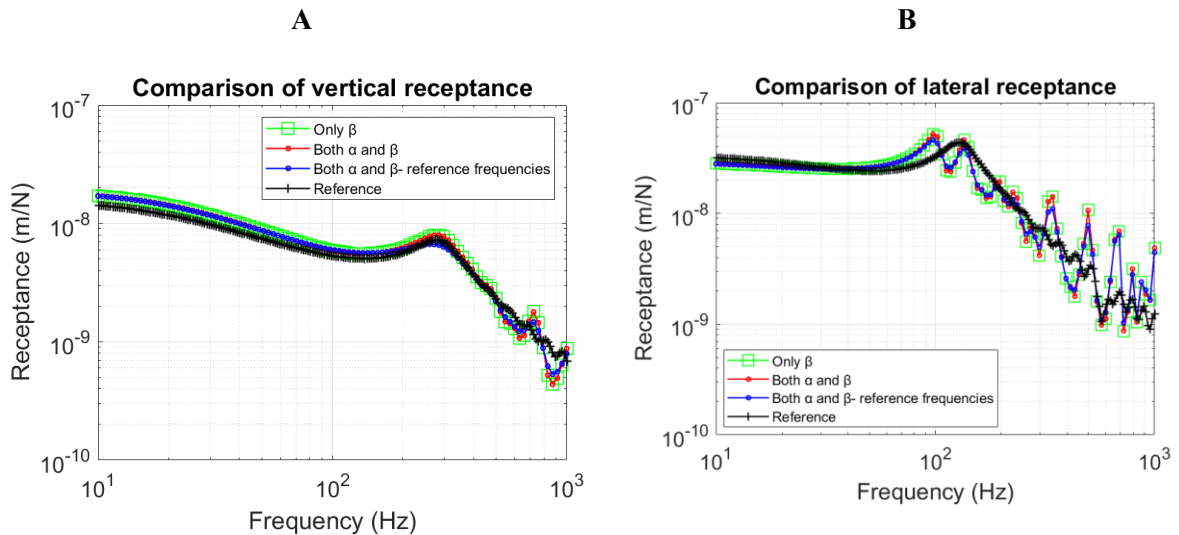 A
B
Comparison of vertical receptance
Receptance (m/N)
10^-7
10^-8
10^-9
10^-10
Only β
Both α and β
Both α and β- reference frequencies
Reference
10^1
10^2
10^3
Frequency (Hz)
Comparison of lateral receptance
Receptance (m/N)
10^-7
10^-8
10^-9
10^-10
Only β
Both α and β
Both α and β- reference frequencies
Reference
10^1
10^2
10^3
Frequency (Hz)